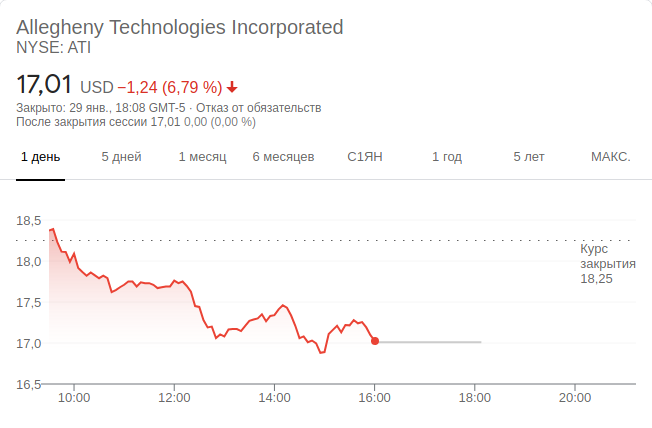 Allegheny Technologies Incorporated
NYSE: ATI
17,01 USD −1,24 (6,79 %)
Закрыто: 29 янв., 18:08 GMT-5 · Отказ от обязательств
После закрытия сессии 17,01 0,00 (0,00 %)
1 день 5 дней 1 месяц 6 месяцев С1ЯН 1 год 5 лет МАКС.
18,5
Курс
закрытия
18,25
18,0
17,5
17,0
16,5
10:00 12:00 14:00 16:00 18:00 20:00